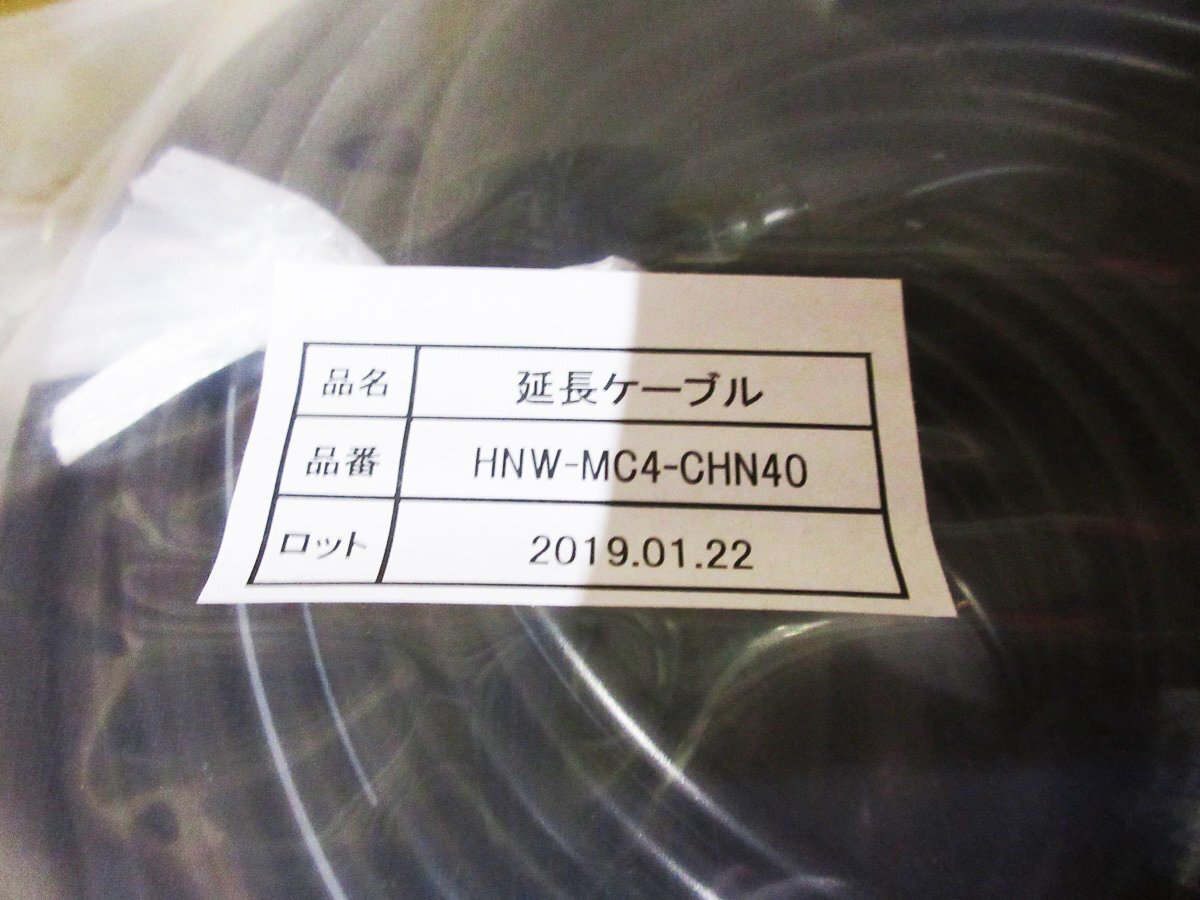 品名 延長ケーブル
品番 HNW-MC4-CHN40
ロット 2019.01.22